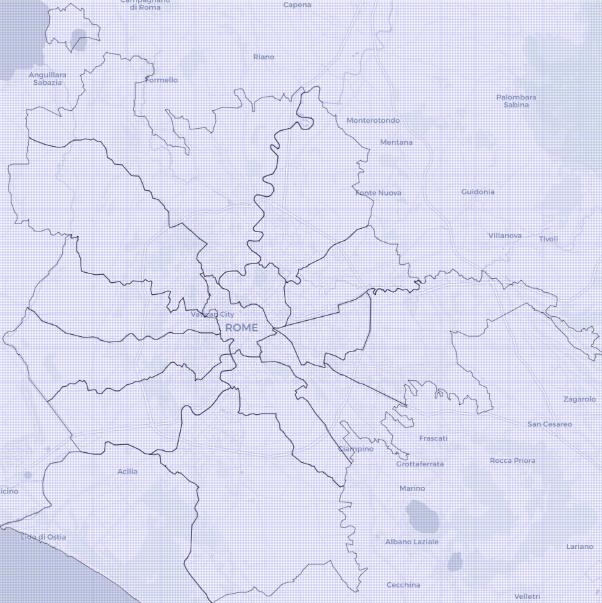 Campagnano
di Roma
Capena
Riano
Anguillara
Sabazia
Formello
Palombara
Sabina
Monterotondo
Mentana
Fonte Nuova
Guidonia
Villanova
Tivoli
Vatican City
ROME
Zagarolo
San Cesareo
Frascati
Ciampino
Grottaferrata
Rocca Priora
Acilia
Marino
icino
Lido di Ostia
Albano Laziale
Lariano
Cecchina
Velletri